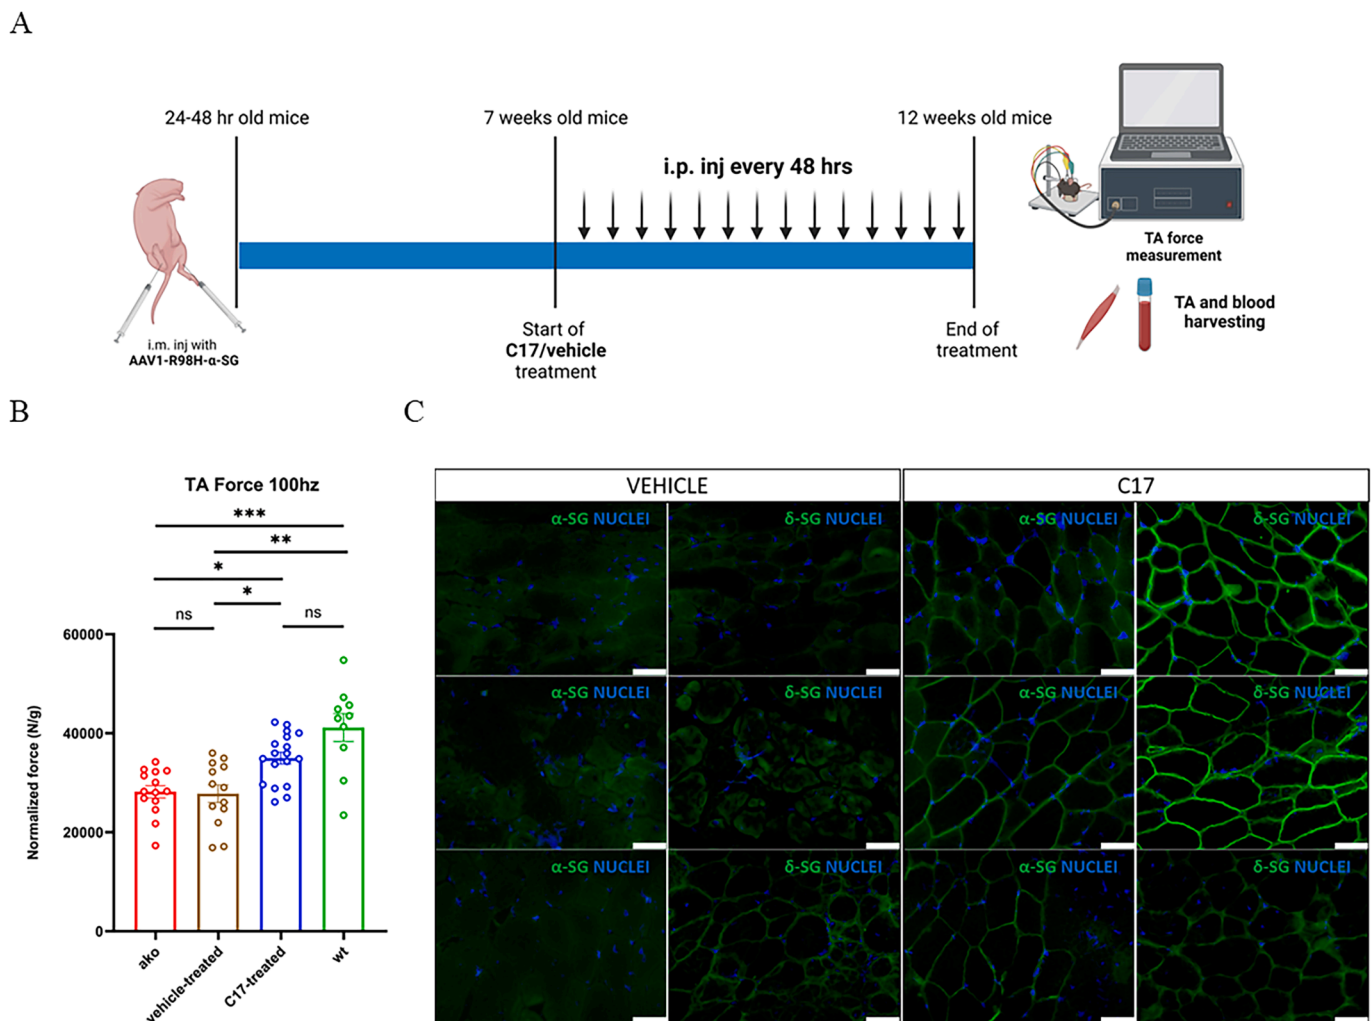 A
24-48 hr old mice
7 weeks old mice
12 weeks old mice
i.p. inj every 48 hrs
TA force
measurement
i.m. inj with
AAV1-R98H-α-SG
Start of
C17/vehicle
treatment
End of
treatment
TA and blood
harvesting
B
TA Force 100hz
***
**
*
*
ns
ns
Normalized force (N/g)
60000
40000
20000
0
ako
vehicle-treated
C17-treated
wt
C
VEHICLE
C17
α-SG NUCLEI
δ-SG NUCLEI
α-SG NUCLEI
δ-SG NUCLEI
α-SG NUCLEI
δ-SG NUCLEI
α-SG NUCLEI
δ-SG NUCLEI
α-SG NUCLEI
δ-SG NUCLEI
α-SG NUCLEI
δ-SG NUCLEI